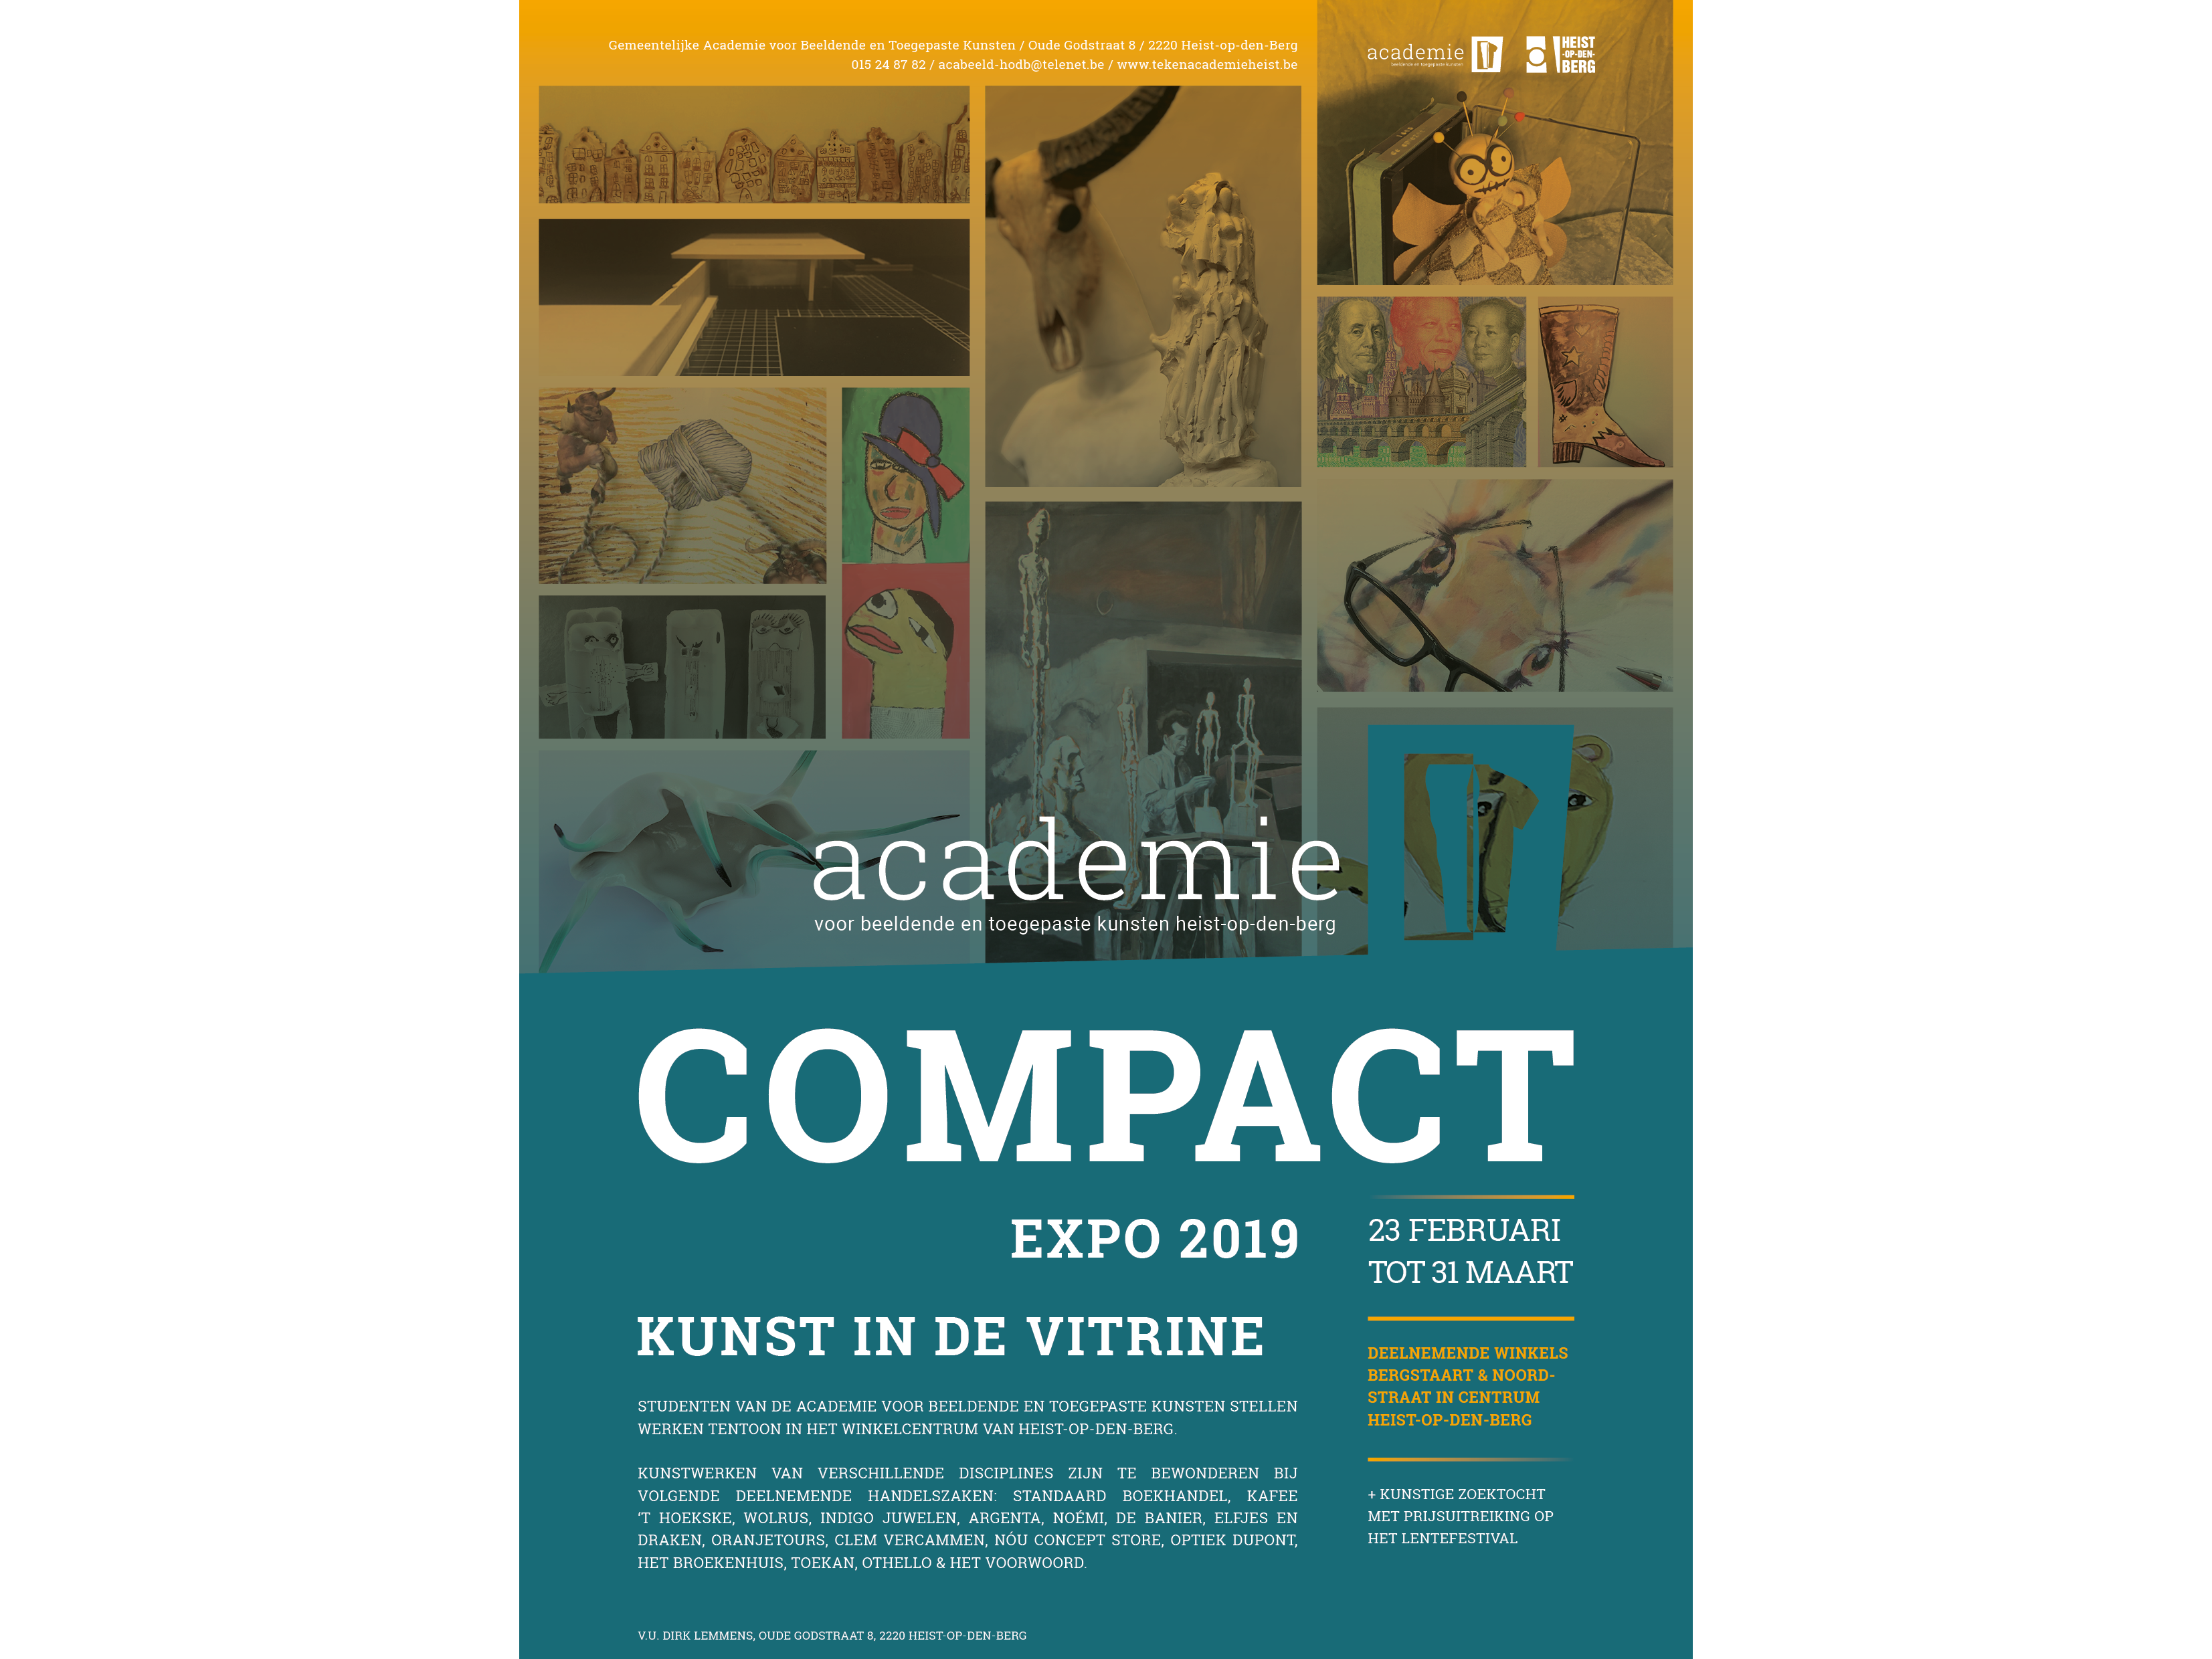 Gemeentelijke Academie voor Beeldende en Toegepaste Kunsten / Oude Godstraat 8 / 2220 Heist-op-den-Berg
015 24 87 82 / acabeeld-hodb@telenet.be / www.tekenacademieheist.be
academie
beeldende en toegepaste kunsten
HEIST
-OP-DEN-
BERG
academie
voor beeldende en toegepaste kunsten heist-op-den-berg
COMPACT
EXPO 2019
23 FEBRUARI
TOT 31 MAART
KUNST IN DE VITRINE
STUDENTEN VAN DE ACADEMIE VOOR BEELDENDE EN TOEGEPASTE KUNSTEN STELLEN
WERKEN TENTOON IN HET WINKELCENTRUM VAN HEIST-OP-DEN-BERG.
KUNSTWERKEN VAN VERSCHILLENDE DISCIPLINES ZIJN TE BEWONDEREN BIJ
VOLGENDE DEELNEMENDE HANDELSZAKEN: STANDAARD BOEKHANDEL, KAFEE
‘T HOEKSKE, WOLRUS, INDIGO JUWELEN, ARGENTA, NOÉMI, DE BANIER, ELFJES EN
DRAKEN, ORANJETOURS, CLEM VERCAMMEN, NÓU CONCEPT STORE, OPTIEK DUPONT,
HET BROEKENHUIS, TOEKAN, OTHELLO & HET VOORWOORD.
DEELNEMENDE WINKELS
BERGSTAART & NOORD-
STRAAT IN CENTRUM
HEIST-OP-DEN-BERG
+ KUNSTIGE ZOEKTOCHT
MET PRIJSUITREIKING OP
HET LENTEFESTIVAL
V.U. DIRK LEMMENS, OUDE GODSTRAAT 8, 2220 HEIST-OP-DEN-BERG